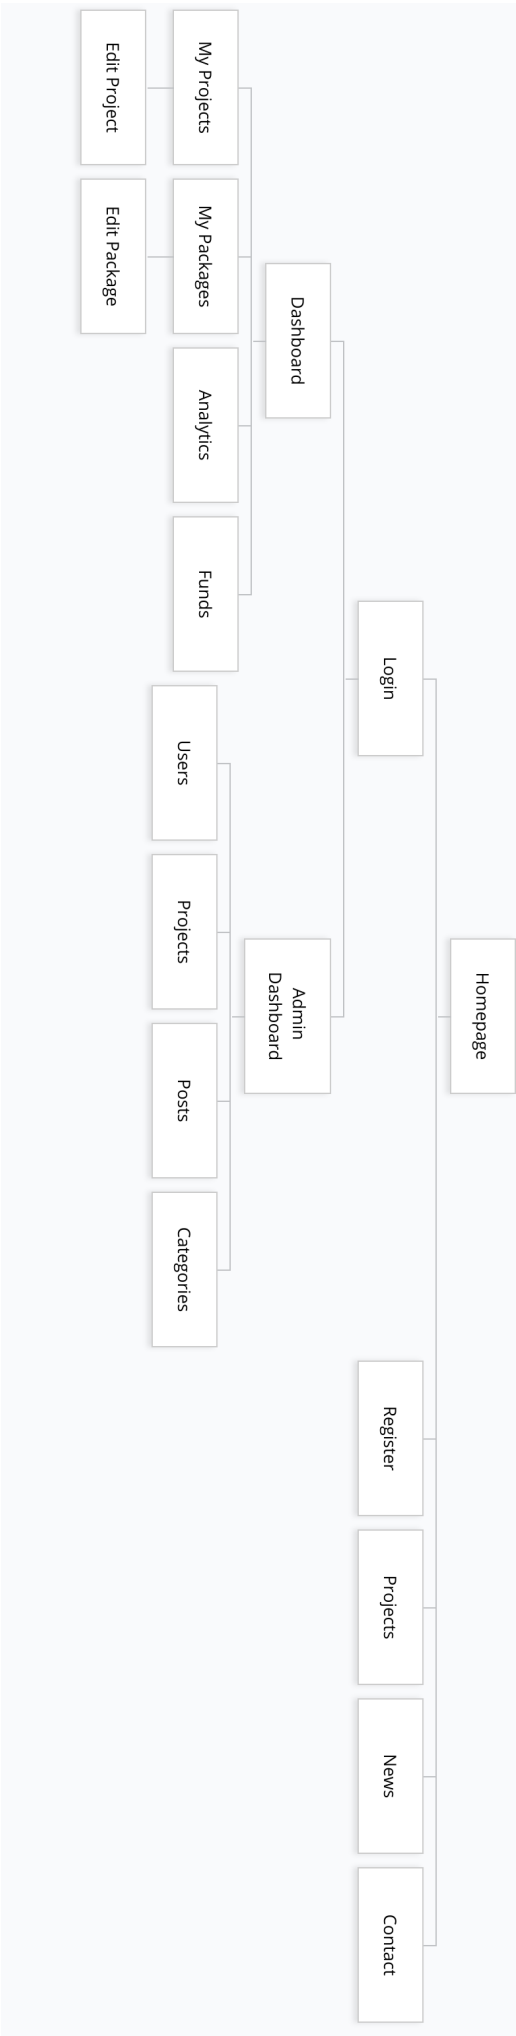 Homepage
Login
Register
Projects
News
Contact
Dashboard
Admin
Dashboard
My Projects
My Packages
Analytics
Funds
Users
Projects
Posts
Categories
Edit Project
Edit Package